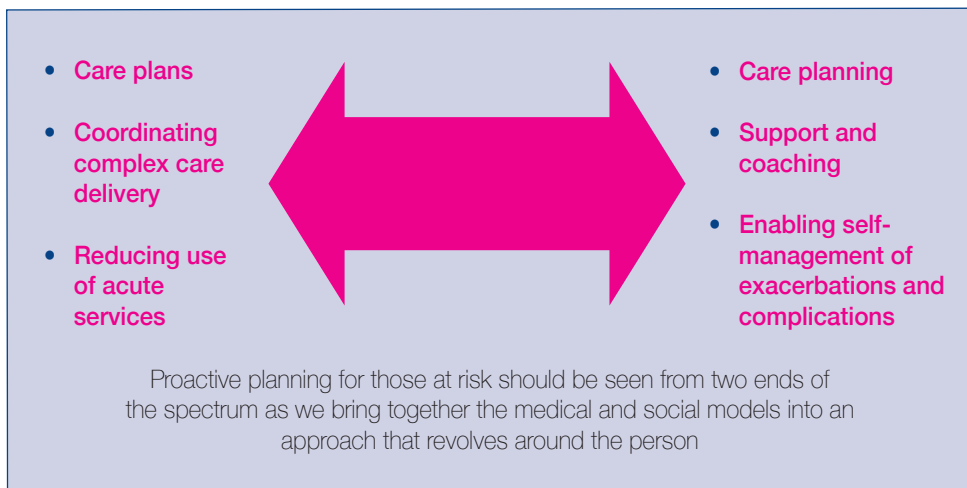 • Care plans
• Coordinating
complex care
delivery
• Reducing use
of acute
services
• Care planning
• Support and
coaching
• Enabling self-
management of
exacerbations and
complications
Proactive planning for those at risk should be seen from two ends of
the spectrum as we bring together the medical and social models into an
approach that revolves around the person